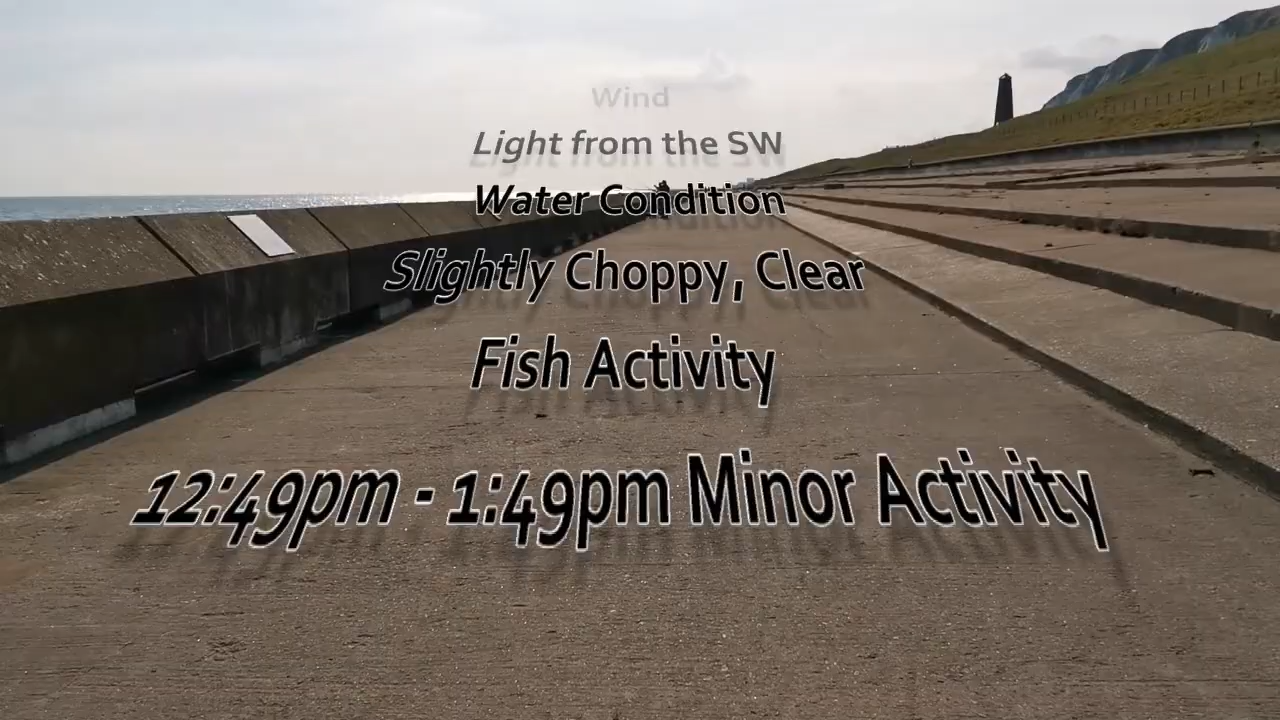 Wind
Light from the SW
Water Condition
Slightly Choppy, Clear
Fish Activity
12:49pm - 1:49pm Minor Activity